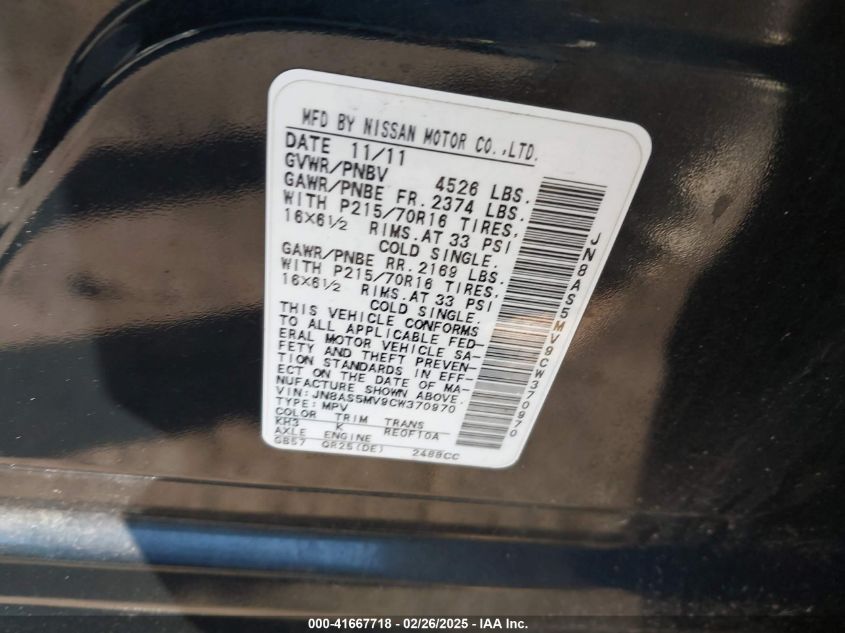 MFD BY NISSAN MOTOR CO.,LTD.
DATE 11/11
GVWR/PNBV 4526 LBS.
GAWR/PNBE FR. 2374 LBS.
WITH P215/70R16 TIRES,
16X6½ RIMS.AT 33 PSI
COLD SINGLE.
GAWR/PNBE RR. 2169 LBS.
WITH P215/70R16 TIRES,
16X6½ RIMS.AT 33 PSI
COLD SINGLE.
THIS VEHICLE CONFORMS
TO ALL APPLICABLE FED-
ERAL MOTOR VEHICLE SA-
FETY AND THEFT PREVEN-
TION STANDARDS IN EFF-
ECT ON THE DATE OF MA-
NUFACTURE SHOWN ABOVE.
VIN: JN8AS5MV9CW370970
TYPE: MPV
COLOR TRIM TRANS
KH3 K RE0F10A
AXLE ENGINE
GB57 QR25(DE) 2488CC
JN8AS5MV9CW370970
000-41667718 - 02/26/2025 - IAA Inc.